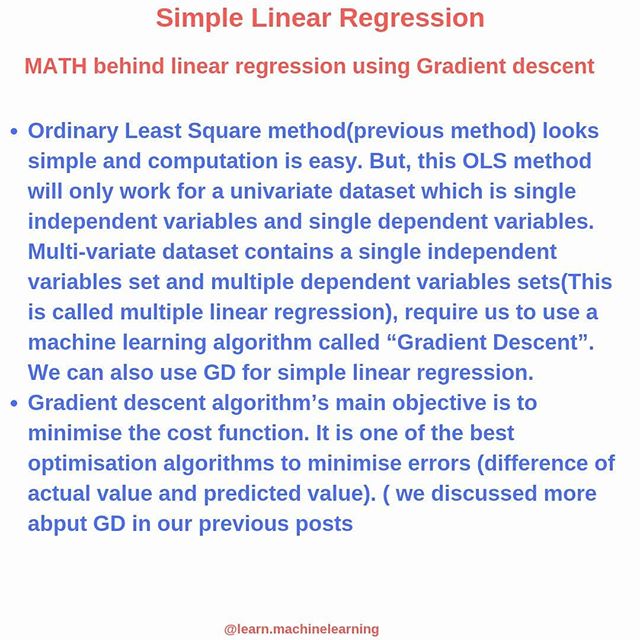 Simple Linear Regression
MATH behind linear regression using Gradient descent
• Ordinary Least Square method(previous method) looks
simple and computation is easy. But, this OLS method
will only work for a univariate dataset which is single
independent variables and single dependent variables.
Multi-variate dataset contains a single independent
variables set and multiple dependent variables sets(This
is called multiple linear regression), require us to use a
machine learning algorithm called “Gradient Descent”.
We can also use GD for simple linear regression.
• Gradient descent algorithm’s main objective is to
minimise the cost function. It is one of the best
optimisation algorithms to minimise errors (difference of
actual value and predicted value). ( we discussed more
abput GD in our previous posts
@learn.machinelearning